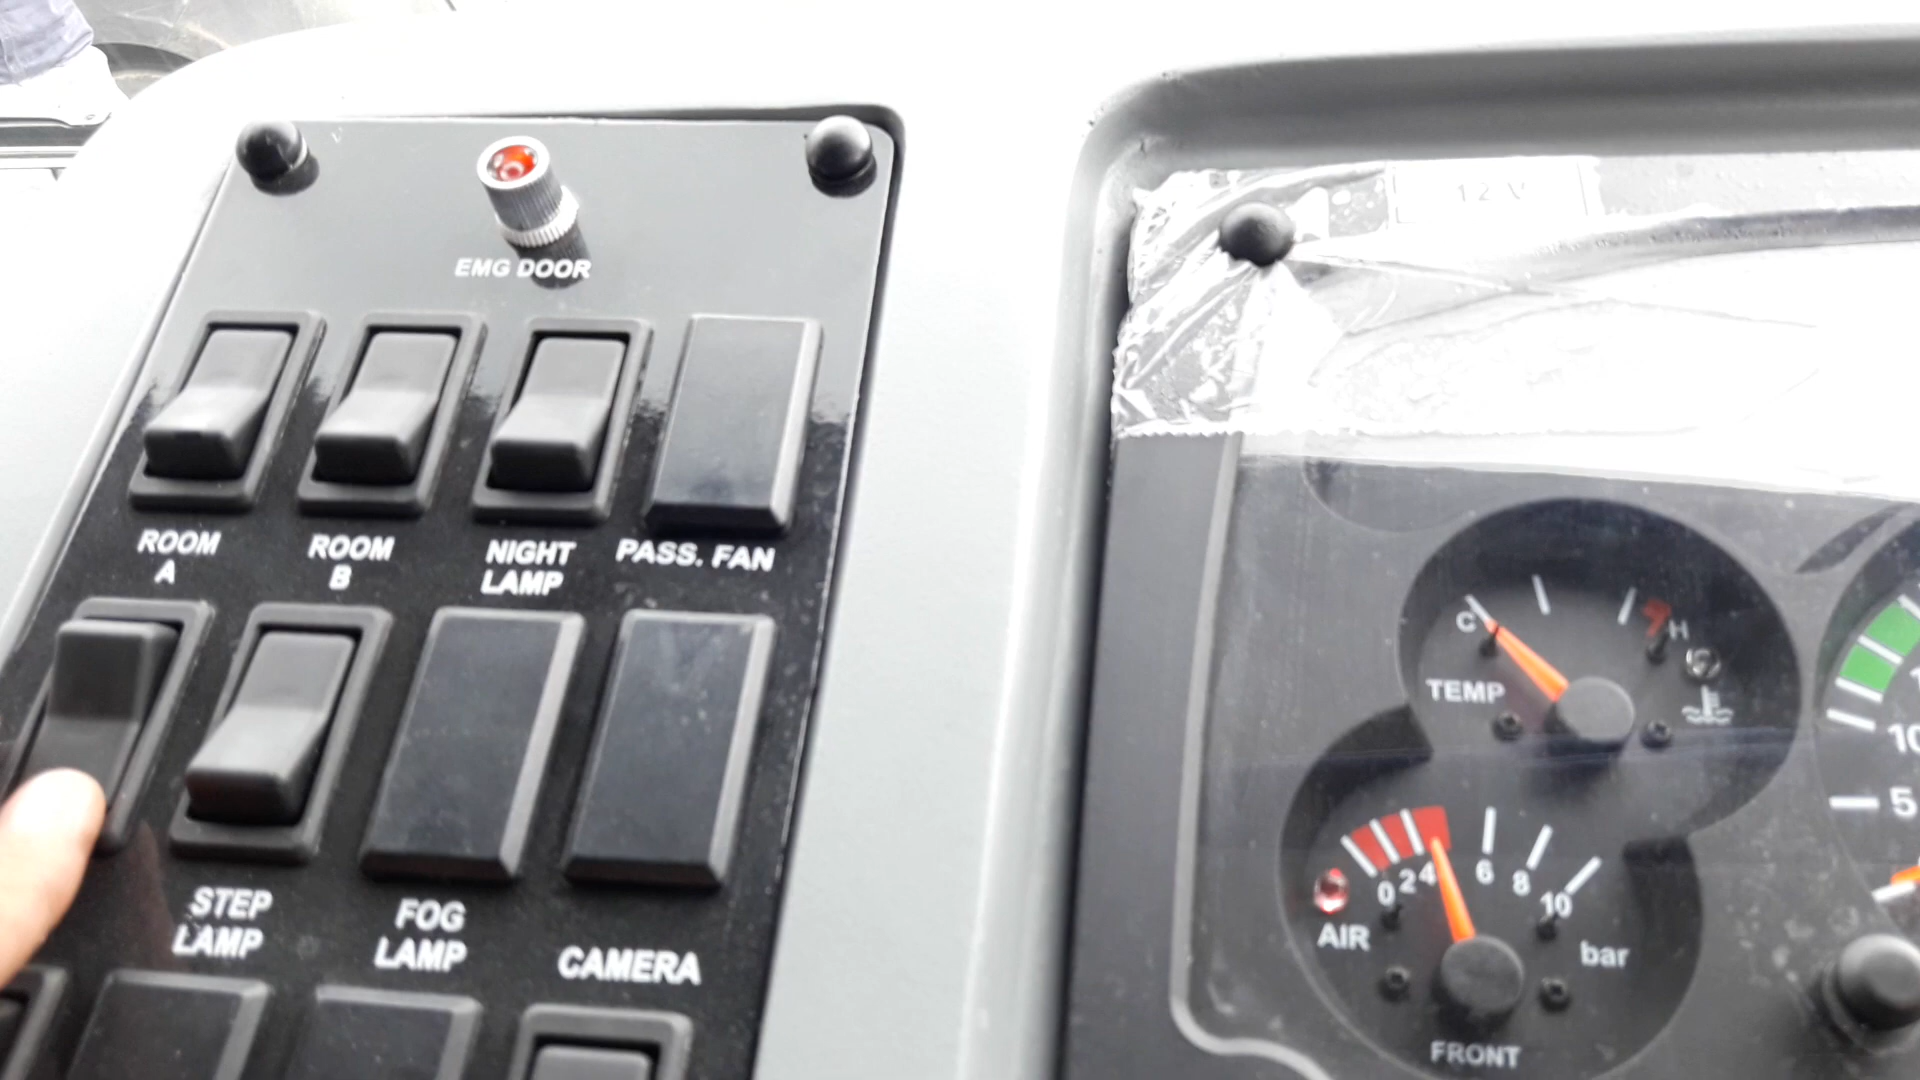 EMG DOOR
ROOM
A
ROOM
B
NIGHT
LAMP
PASS. FAN
STEP
LAMP
FOG
LAMP
CAMERA
12 V
C
H
TEMP
0 2 4 6 8 10
AIR
bar
FRONT
10
5